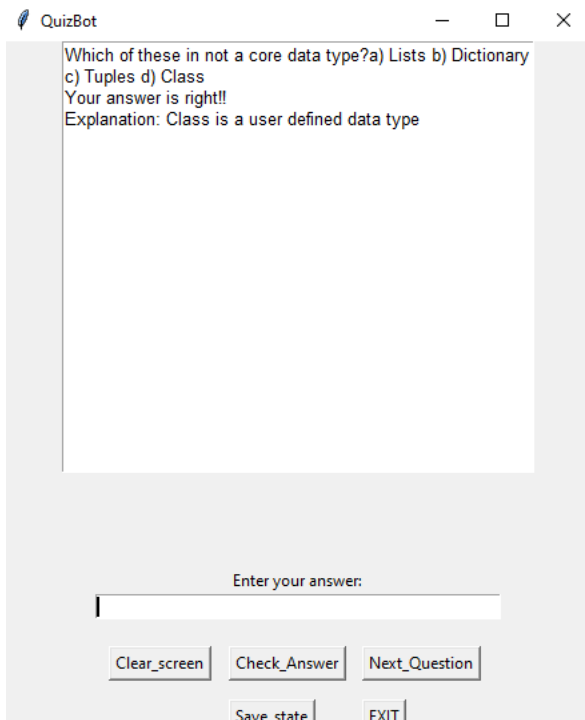 QuizBot
Which of these in not a core data type?a) Lists b) Dictionary
c) Tuples d) Class
Your answer is right!!
Explanation: Class is a user defined data type
Enter your answer:
Clear_screen Check_Answer Next_Question
Save_state EXIT